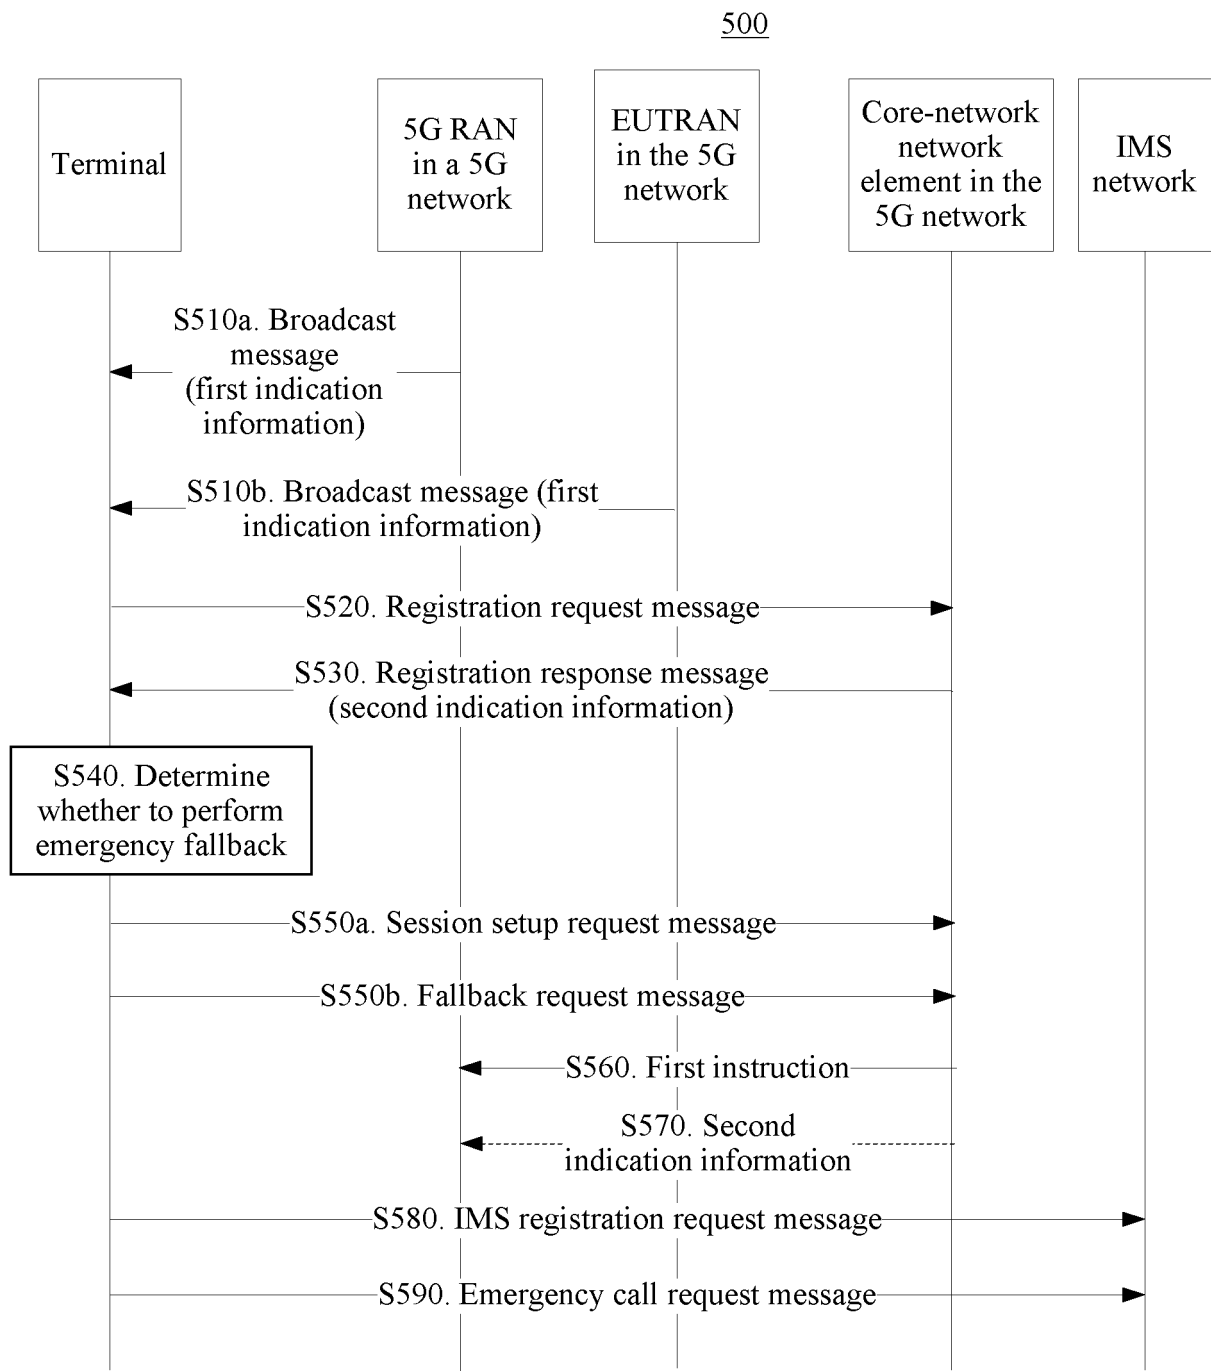 500
Terminal
5G RAN
in a 5G
network
EUTRAN
in the 5G
network
Core-network
network
element in the
5G network
IMS
network
S510a. Broadcast
message
(first indication
information)
S510b. Broadcast message (first
indication information)
S520. Registration request message
S530. Registration response message
(second indication information)
S540. Determine
whether to perform
emergency fallback
S550a. Session setup request message
S550b. Fallback request message
S560. First instruction
S570. Second
indication information
S580. IMS registration request message
S590. Emergency call request message